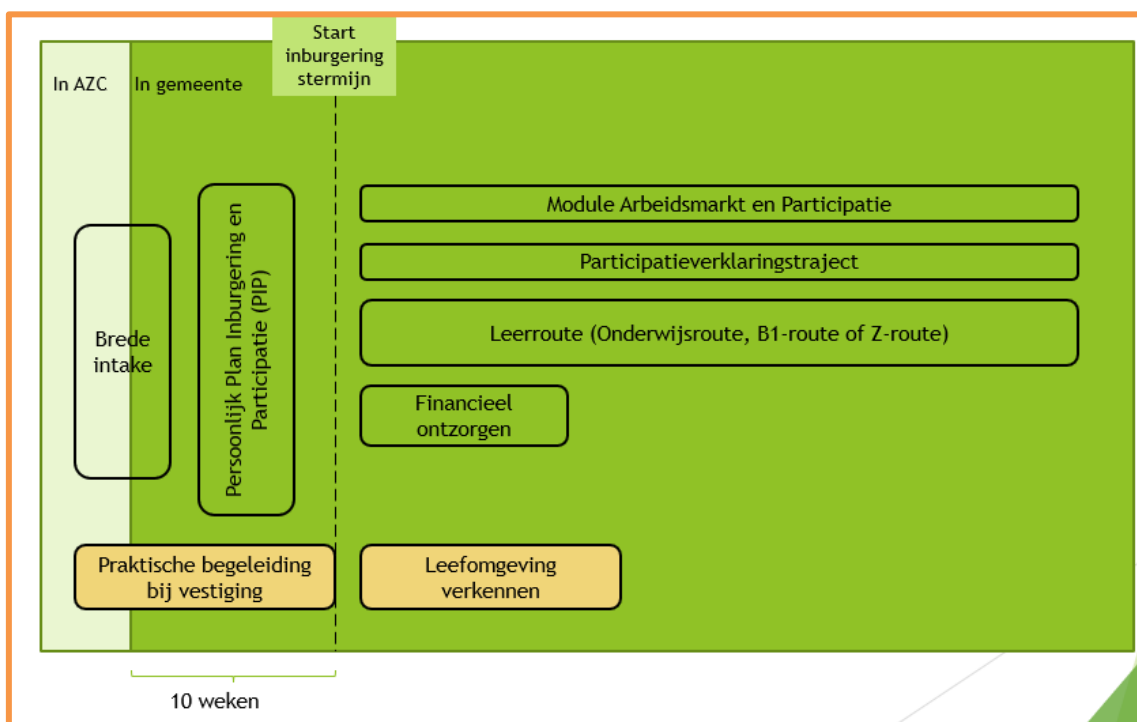 Start
inburgering
stermijn
In AZC
In gemeente
Brede
intake
Persoonlijk Plan Inburgering en
Participatie (PIP)
Module Arbeidsmarkt en Participatie
Participatieverklaringstraject
Leerroute (Onderwijsroute, B1-route of Z-route)
Financieel
ontzorgen
Praktische begeleiding
bij vestiging
Leefomgeving
verkennen
10 weken